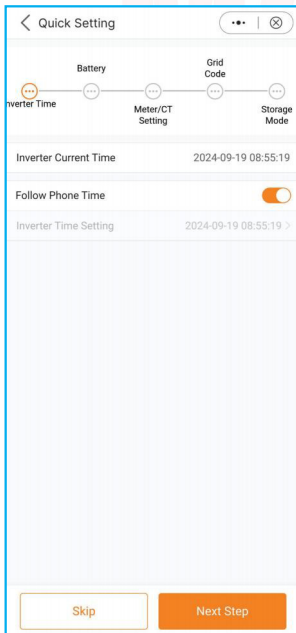 Quick Setting
Battery
Grid
Code
nverter Time
Meter/CT
Setting
Storage
Mode
Inverter Current Time 2024-09-19 08:55:19
Follow Phone Time
Inverter Time Setting 2024-09-19 08:55:19
Skip Next Step